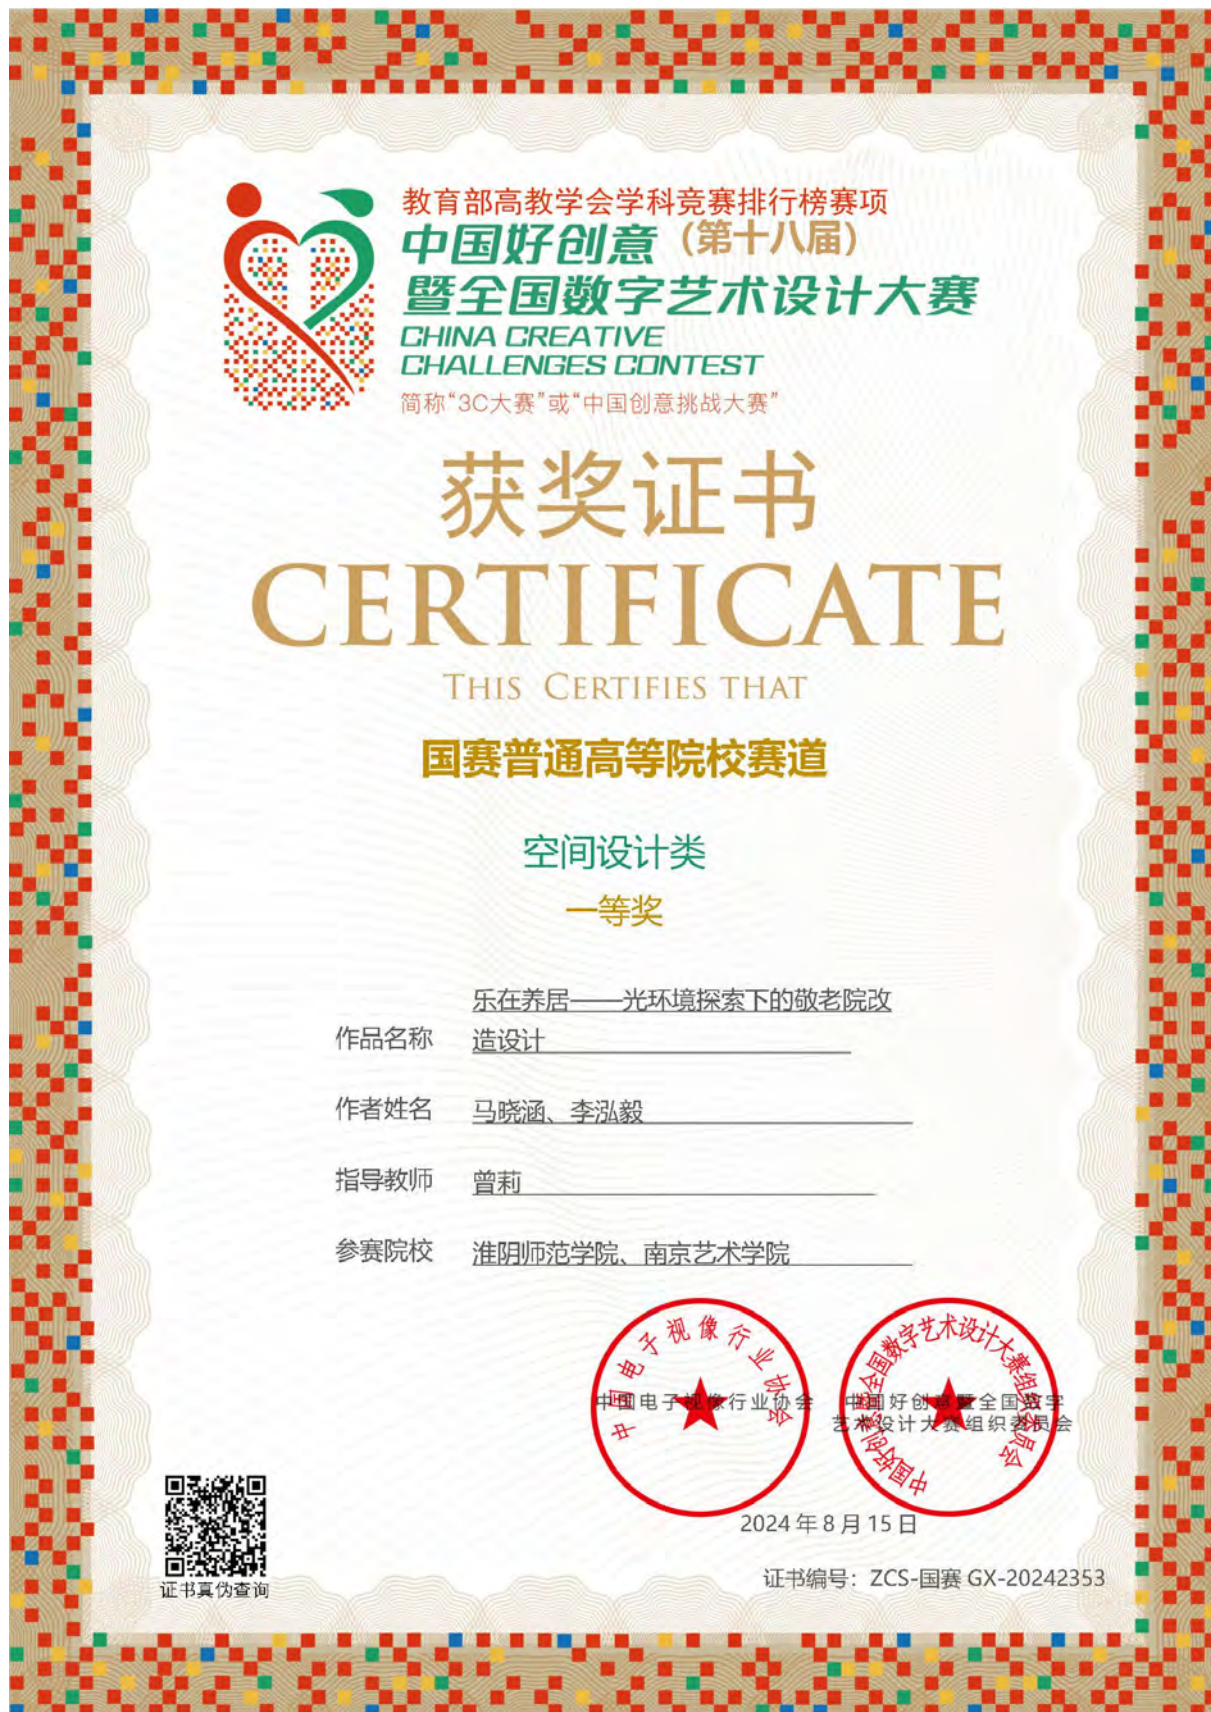 教育部高教学会学科竞赛排行榜赛项
中国好创意（第十八届）
暨全国数字艺术设计大赛
CHINA CREATIVE
CHALLENGES CONTEST
简称“3C大赛”或“中国创意挑战大赛”
获奖证书
CERTIFICATE
THIS CERTIFIES THAT
国赛普通高等院校赛道
空间设计类
一等奖
作品名称 乐在养居——光环境探索下的敬老院改
造设计
作者姓名 马晓涵、李泓毅
指导教师 曾莉
参赛院校 淮阴师范学院、南京艺术学院
中国电子视像行业协会
中国好创意暨全国数字艺术设计大赛组织委员会
中国电子视像行业协会
中国好创意暨全国数字
艺术设计大赛组织委员会
2024年8月15日
证书真伪查询
证书编号：ZCS-国赛GX-20242353